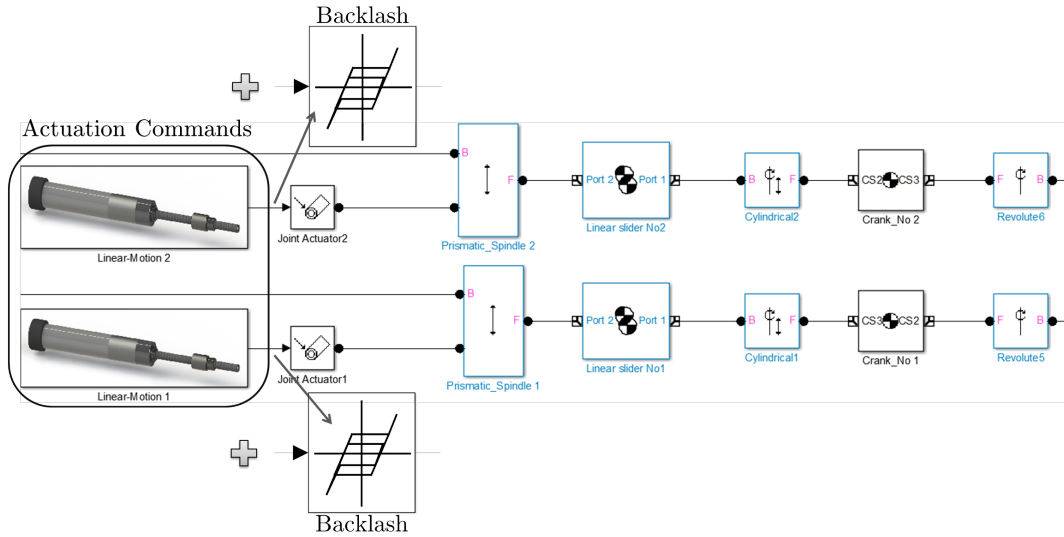 Backlash
Actuation Commands
B
F
Port 2
Port 1
B
F
CS2
CS3
F
B
Linear-Motion 2
Joint Actuator2
Prismatic_Spindle 2
Linear slider No2
Cylindrical2
Crank_No 2
Revolute6
B
F
Port 2
Port 1
B
F
CS3
CS2
F
B
Linear-Motion 1
Joint Actuator1
Prismatic_Spindle 1
Linear slider No1
Cylindrical1
Crank_No 1
Revolute5
Backlash